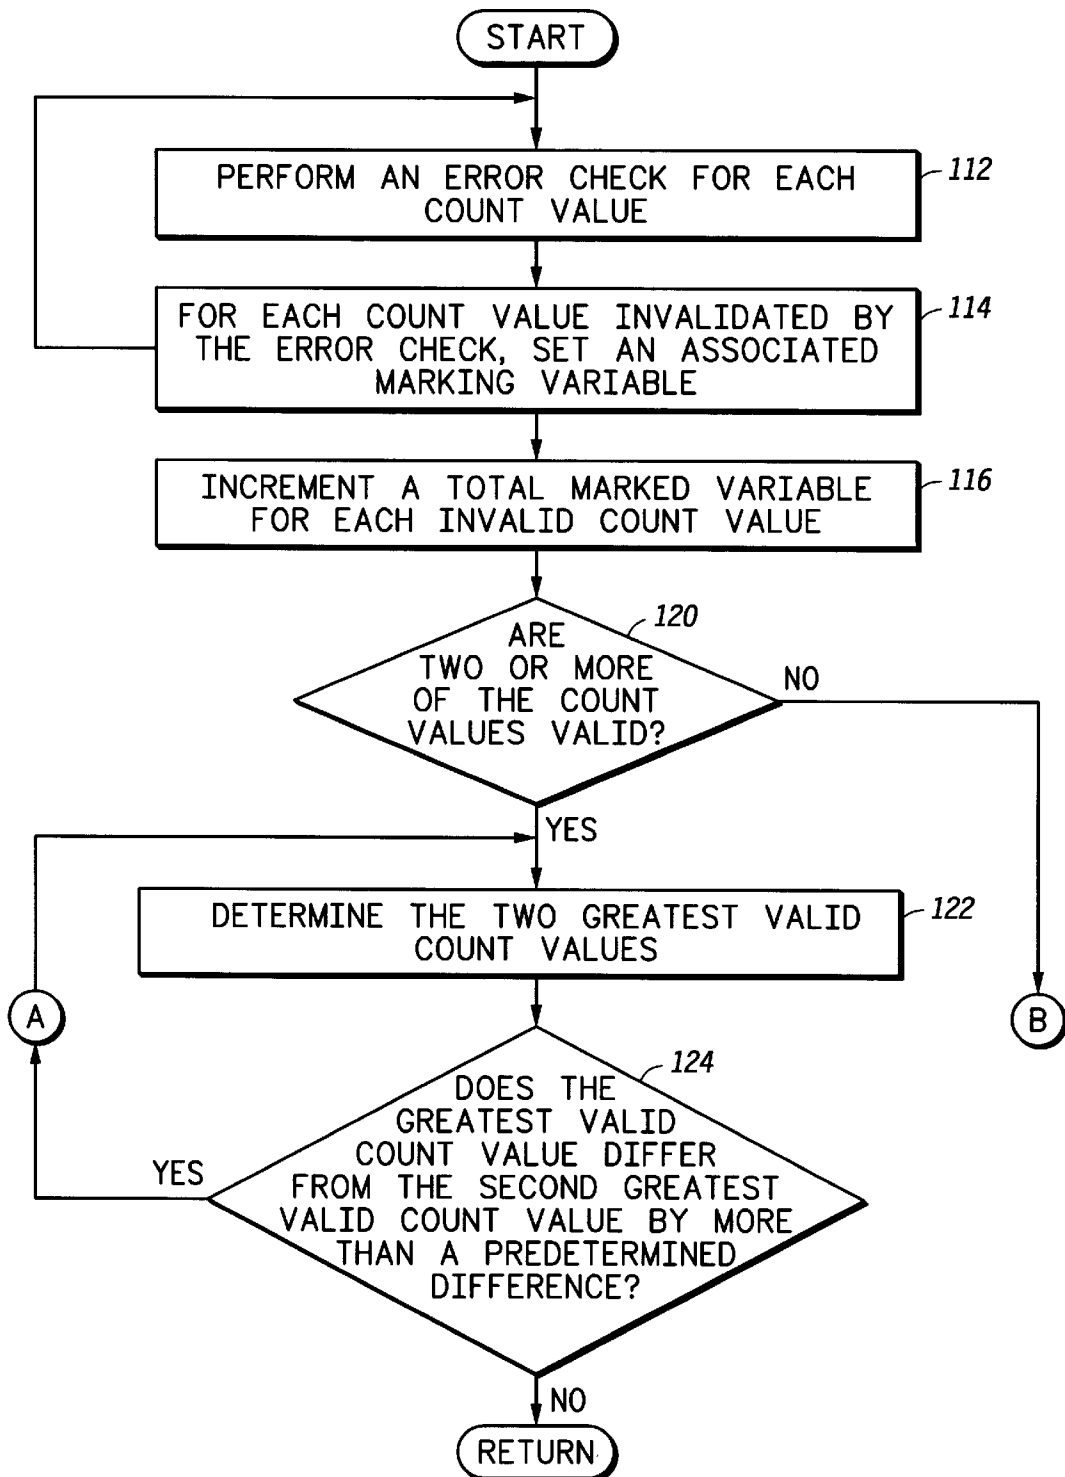 START
PERFORM AN ERROR CHECK FOR EACH
COUNT VALUE
112
FOR EACH COUNT VALUE INVALIDATED BY
THE ERROR CHECK, SET AN ASSOCIATED
MARKING VARIABLE
114
INCREMENT A TOTAL MARKED VARIABLE
FOR EACH INVALID COUNT VALUE
116
120
ARE
TWO OR MORE
OF THE COUNT
VALUES VALID?
NO
YES
DETERMINE THE TWO GREATEST VALID
COUNT VALUES
122
A
B
124
DOES THE
GREATEST VALID
COUNT VALUE DIFFER
FROM THE SECOND GREATEST
VALID COUNT VALUE BY MORE
THAN A PREDETERMINED
DIFFERENCE?
YES
NO
RETURN